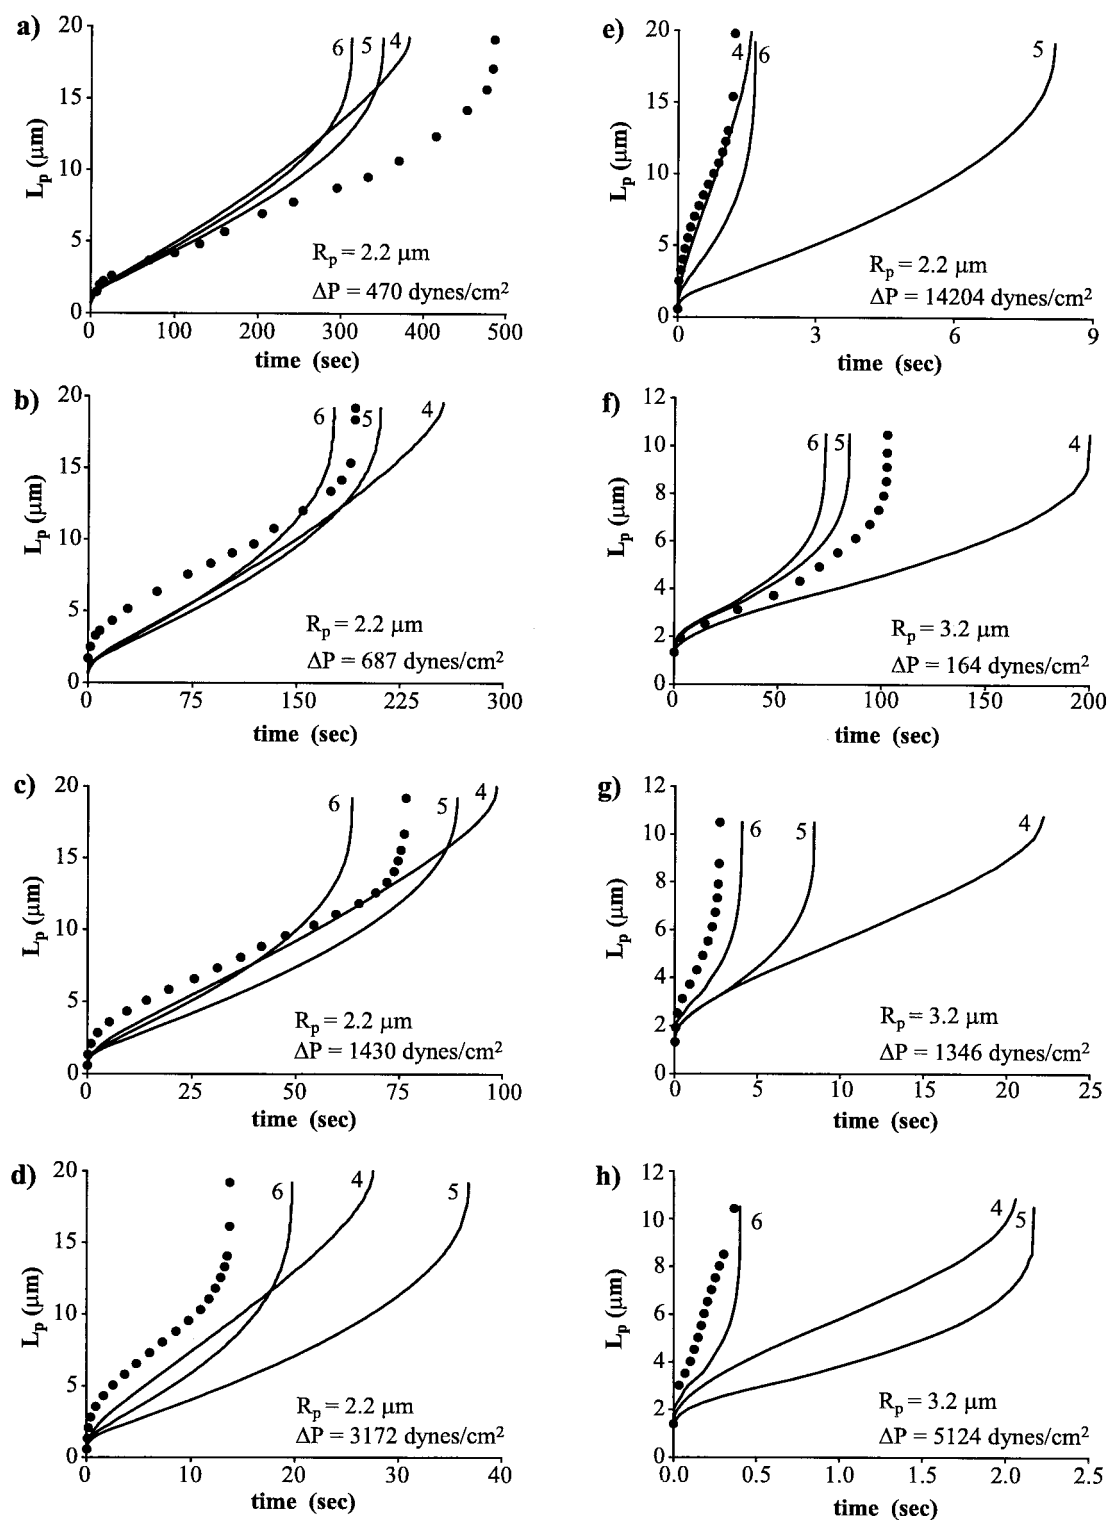 a)
20
15
10
5
0
L_p (μm)
6 5 4
R_p = 2.2 μm
ΔP = 470 dynes/cm²
0 100 200 300 400 500
time (sec)
b)
20
15
10
5
0
L_p (μm)
6 5 4
R_p = 2.2 μm
ΔP = 687 dynes/cm²
0 75 150 225 300
time (sec)
c)
20
15
10
5
0
L_p (μm)
6 5 4
R_p = 2.2 μm
ΔP = 1430 dynes/cm²
0 25 50 75 100
time (sec)
d)
20
15
10
5
0
L_p (μm)
6 4 5
R_p = 2.2 μm
ΔP = 3172 dynes/cm²
0 10 20 30 40
time (sec)
e)
20
15
10
5
0
L_p (μm)
4 6 5
R_p = 2.2 μm
ΔP = 14204 dynes/cm²
0 3 6 9
time (sec)
f)
12
10
8
6
4
2
0
L_p (μm)
6 5 4
R_p = 3.2 μm
ΔP = 164 dynes/cm²
0 50 100 150 200
time (sec)
g)
12
10
8
6
4
2
0
L_p (μm)
6 5 4
R_p = 3.2 μm
ΔP = 1346 dynes/cm²
0 5 10 15 20 25
time (sec)
h)
12
10
8
6
4
2
0
L_p (μm)
6 4 5
R_p = 3.2 μm
ΔP = 5124 dynes/cm²
0.0 0.5 1.0 1.5 2.0 2.5
time (sec)